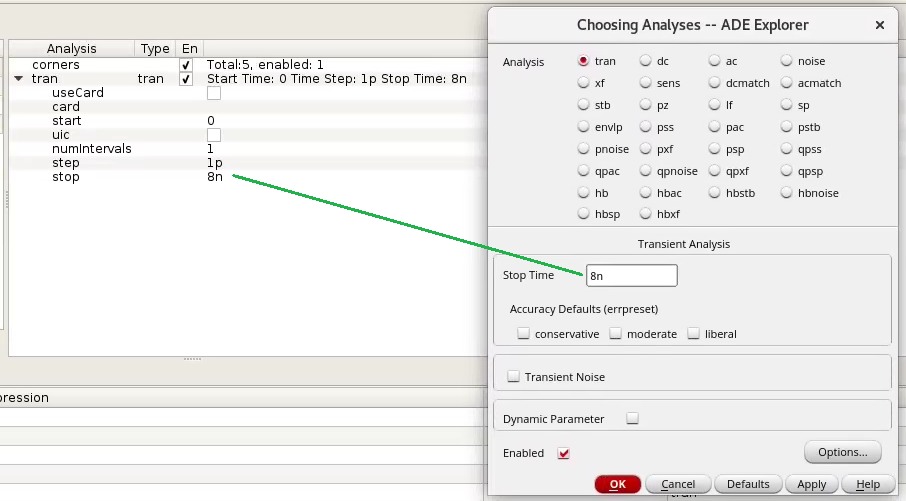 Analysis Type En
corners Total:5, enabled: 1
tran tran Start Time: 0 Time Step: 1p Stop Time: 8n
useCard
card
start 0
uic
numIntervals 1
step 1p
stop 8n
pression
Choosing Analyses -- ADE Explorer ×
Analysis tran dc ac noise
xf sens dcmatch acmatch
stb pz lf sp
envlp pss pac pstb
pnoise pxf psp qpss
qpac qpnoise qpxf qpsp
hb hbac hbstb hbnoise
hbsp hbxf
Transient Analysis
Stop Time 8n
Accuracy Defaults (errpreset)
conservative moderate liberal
Transient Noise
Dynamic Parameter
Enabled Options...
OK Cancel Defaults Apply Help